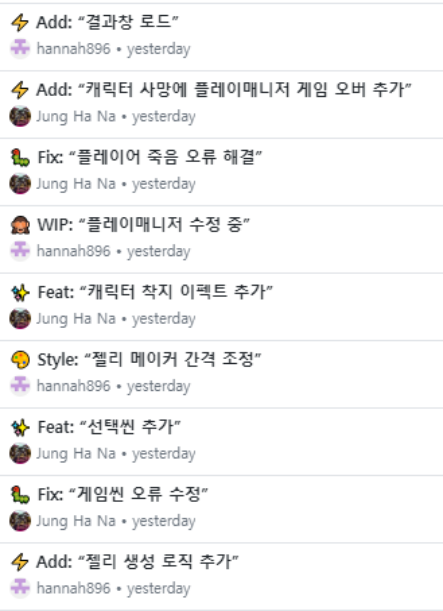 ⚡ Add: “결과창 로드”
hannah896 • yesterday
⚡ Add: “캐릭터 사망에 플레이매니저 게임 오버 추가”
Jung Ha Na • yesterday
🐛 Fix: “플레이어 죽음 오류 해결”
Jung Ha Na • yesterday
🙈 WIP: “플레이매니저 수정 중”
hannah896 • yesterday
✨ Feat: “캐릭터 착지 이펙트 추가”
Jung Ha Na • yesterday
🎨 Style: “젤리 메이커 간격 조정”
hannah896 • yesterday
✨ Feat: “선택씬 추가”
Jung Ha Na • yesterday
🐛 Fix: “게임씬 오류 수정”
Jung Ha Na • yesterday
⚡ Add: “젤리 생성 로직 추가”
hannah896 • yesterday